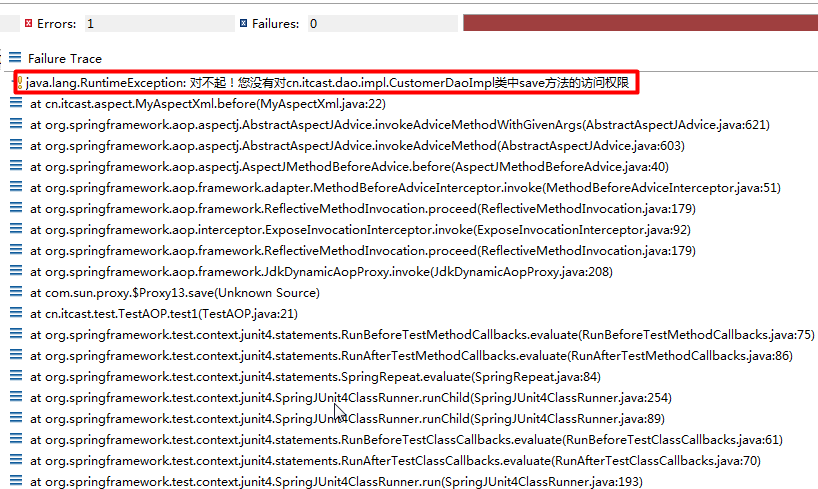 Errors: 1 Failures: 0
Failure Trace
java.lang.RuntimeException: 对不起！您没有对cn.itcast.dao.impl.CustomerDaoImpl类中save方法的访问权限
at cn.itcast.aspect.MyAspectXml.before(MyAspectXml.java:22)
at org.springframework.aop.aspectj.AbstractAspectJAdvice.invokeAdviceMethodWithGivenArgs(AbstractAspectJAdvice.java:621)
at org.springframework.aop.aspectj.AbstractAspectJAdvice.invokeAdviceMethod(AbstractAspectJAdvice.java:603)
at org.springframework.aop.aspectj.AspectJMethodBeforeAdvice.before(AspectJMethodBeforeAdvice.java:40)
at org.springframework.aop.framework.adapter.MethodBeforeAdviceInterceptor.invoke(MethodBeforeAdviceInterceptor.java:51)
at org.springframework.aop.framework.ReflectiveMethodInvocation.proceed(ReflectiveMethodInvocation.java:179)
at org.springframework.aop.interceptor.ExposeInvocationInterceptor.invoke(ExposeInvocationInterceptor.java:92)
at org.springframework.aop.framework.ReflectiveMethodInvocation.proceed(ReflectiveMethodInvocation.java:179)
at org.springframework.aop.framework.JdkDynamicAopProxy.invoke(JdkDynamicAopProxy.java:208)
at com.sun.proxy.$Proxy13.save(Unknown Source)
at cn.itcast.test.TestAOP.test1(TestAOP.java:21)
at org.springframework.test.context.junit4.statements.RunBeforeTestMethodCallbacks.evaluate(RunBeforeTestMethodCallbacks.java:75)
at org.springframework.test.context.junit4.statements.RunAfterTestMethodCallbacks.evaluate(RunAfterTestMethodCallbacks.java:86)
at org.springframework.test.context.junit4.statements.SpringRepeat.evaluate(SpringRepeat.java:84)
at org.springframework.test.context.junit4.SpringJUnit4ClassRunner.runChild(SpringJUnit4ClassRunner.java:254)
at org.springframework.test.context.junit4.SpringJUnit4ClassRunner.runChild(SpringJUnit4ClassRunner.java:89)
at org.springframework.test.context.junit4.statements.RunBeforeTestClassCallbacks.evaluate(RunBeforeTestClassCallbacks.java:61)
at org.springframework.test.context.junit4.statements.RunAfterTestClassCallbacks.evaluate(RunAfterTestClassCallbacks.java:70)
at org.springframework.test.context.junit4.SpringJUnit4ClassRunner.run(SpringJUnit4ClassRunner.java:193)